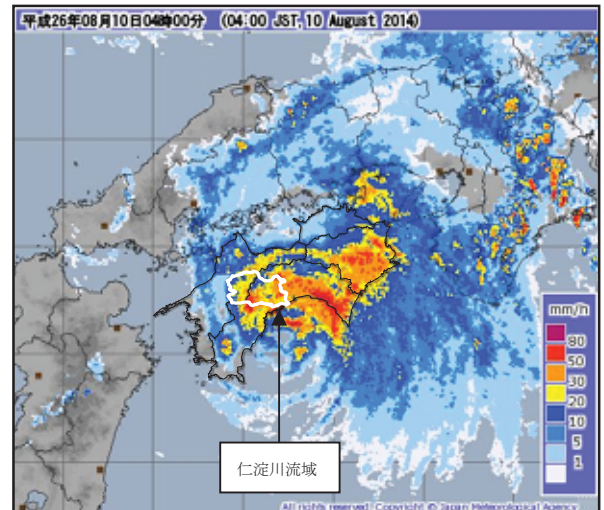 平成26年08月10日04時00分 (04:00 JST, 10 August 2014)
mm/h
80
50
30
20
10
5
1
仁淀川流域
All rights reserved. Copyright © Japan Meteorological Agency